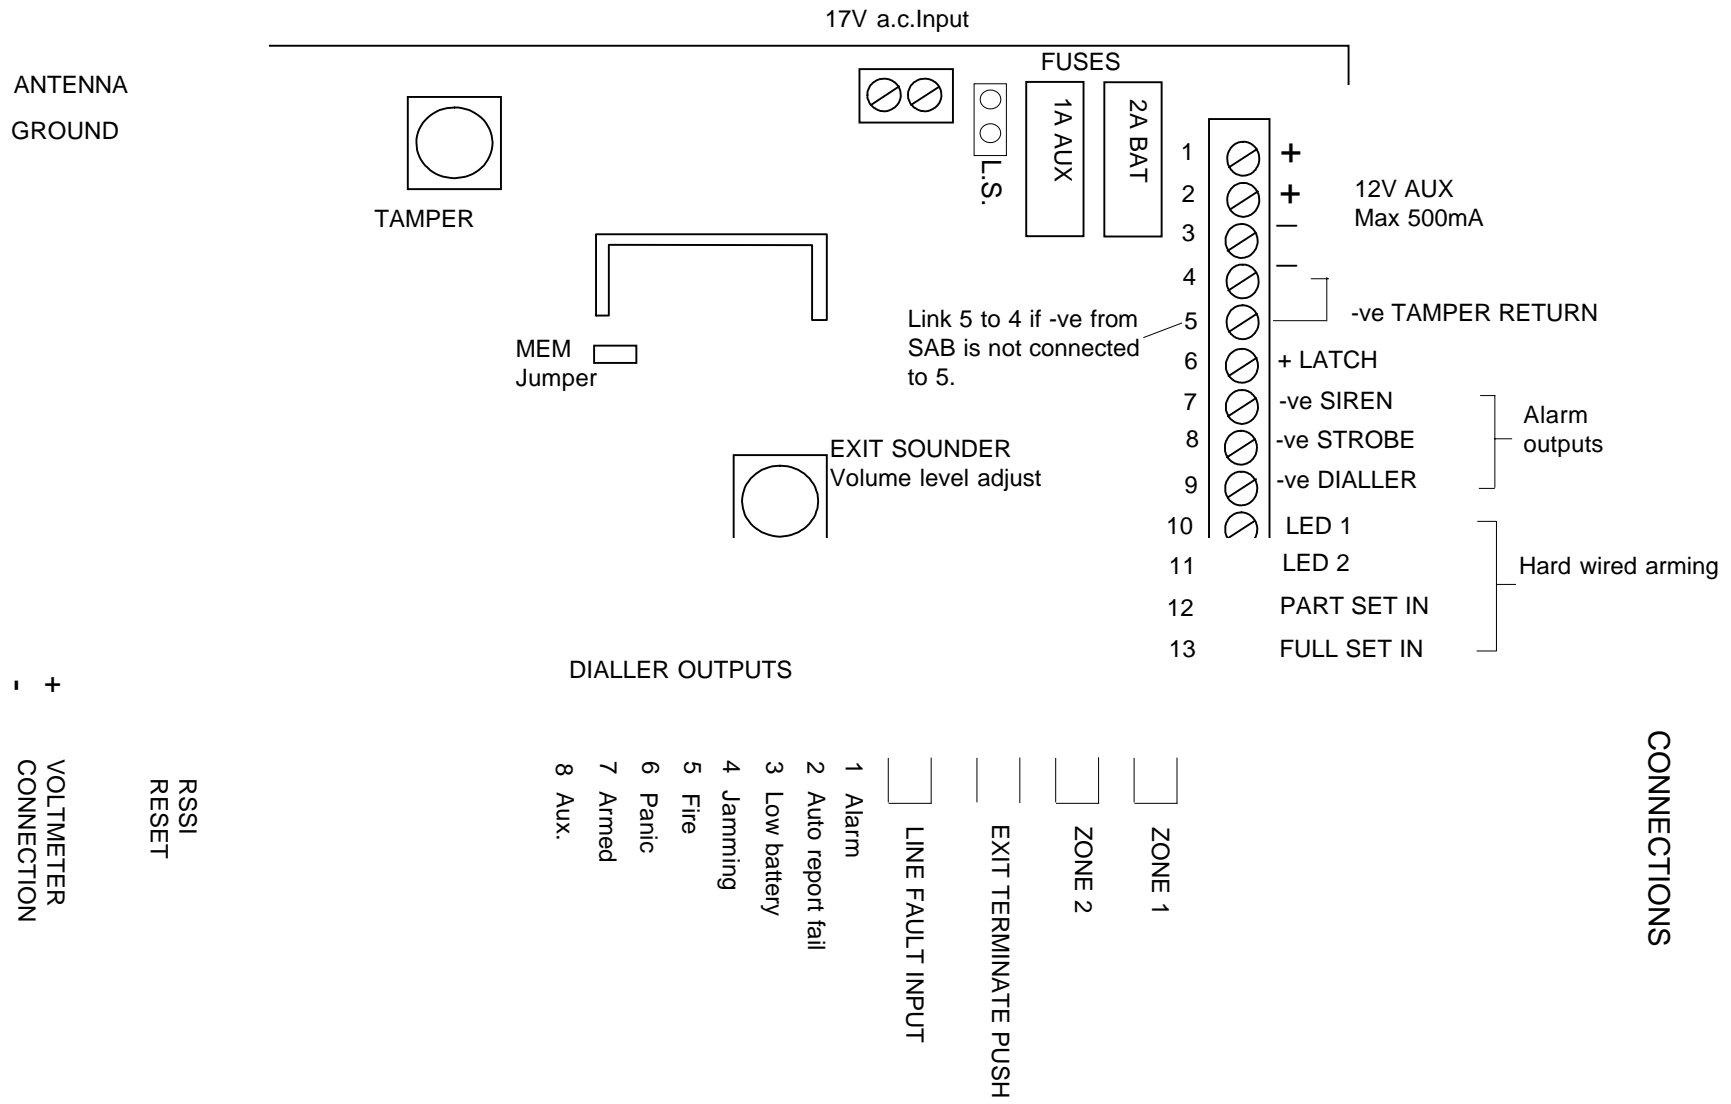 17V a.c.Input
ANTENNA
GROUND
TAMPER
FUSES
1A AUX
2A BAT
L.S.
1 +
2 +
3 –
4 –
5
12V AUX
Max 500mA
-ve TAMPER RETURN
Link 5 to 4 if -ve from
SAB is not connected
to 5.
6 + LATCH
7 -ve SIREN
8 -ve STROBE
9 -ve DIALLER
Alarm
outputs
10 LED 1
11 LED 2
12 PART SET IN
13 FULL SET IN
Hard wired arming
MEM
Jumper
EXIT SOUNDER
Volume level adjust
DIALLER OUTPUTS
- +
VOLTMETER
CONNECTION
RSSI
RESET
8 Aux.
7 Armed
6 Panic
5 Fire
4 Jamming
3 Low battery
2 Auto report fail
1 Alarm
LINE FAULT INPUT
EXIT TERMINATE PUSH
ZONE 2
ZONE 1
CONNECTIONS